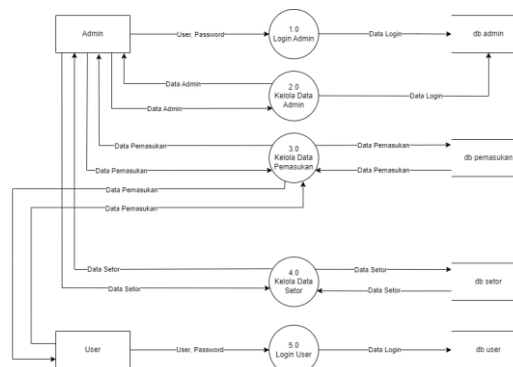 Admin
User, Password
1.0
Login Admin
Data Login
db admin
Data Admin
Data Admin
2.0
Kelola Data
Admin
Data Login
Data Pemasukan
Data Pemasukan
3.0
Kelola Data
Pemasukan
Data Pemasukan
Data Pemasukan
db pemasukan
Data Pemasukan
Data Pemasukan
Data Setor
Data Setor
4.0
Kelola Data
Setor
Data Setor
Data Setor
db setor
User
User, Password
5.0
Login User
Data Login
db user